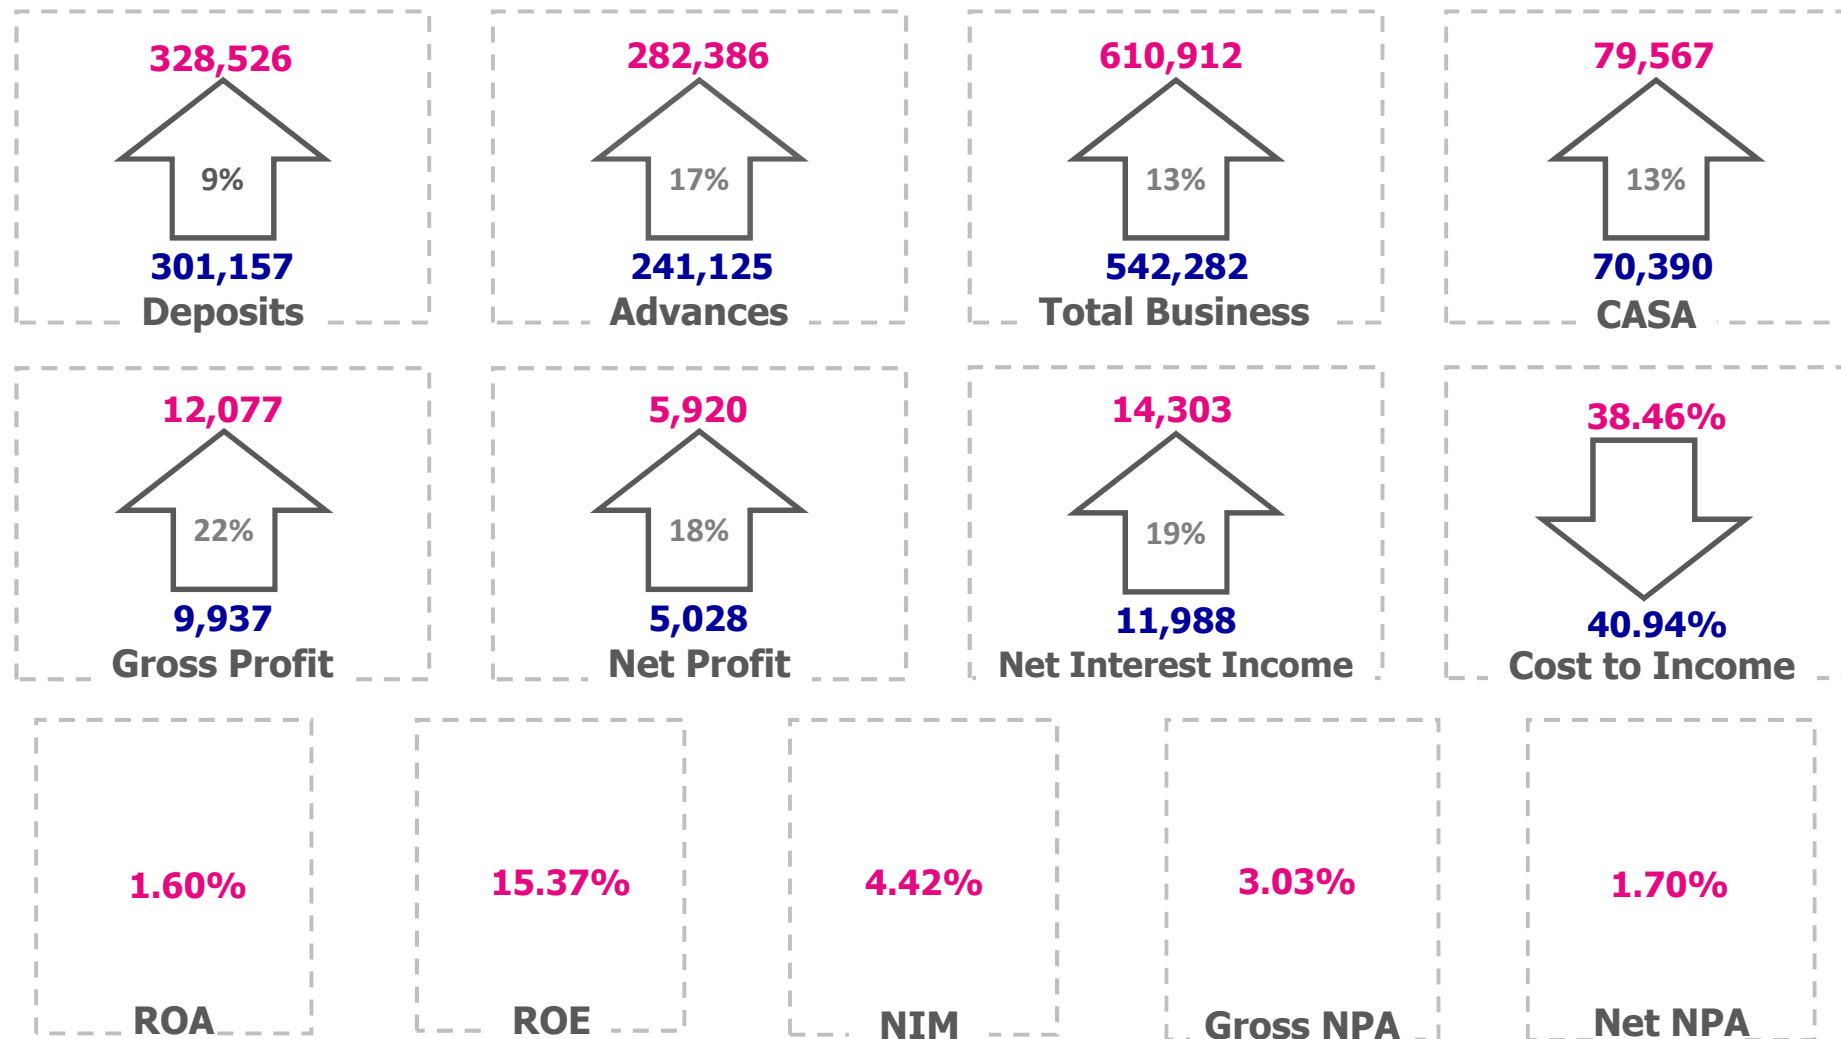 328,526
9%
301,157
Deposits
282,386
17%
241,125
Advances
610,912
13%
542,282
Total Business
79,567
13%
70,390
CASA
12,077
22%
9,937
Gross Profit
5,920
18%
5,028
Net Profit
14,303
19%
11,988
Net Interest Income
38.46%
40.94%
Cost to Income
1.60%
ROA
15.37%
ROE
4.42%
NIM
3.03%
Gross NPA
1.70%
Net NPA